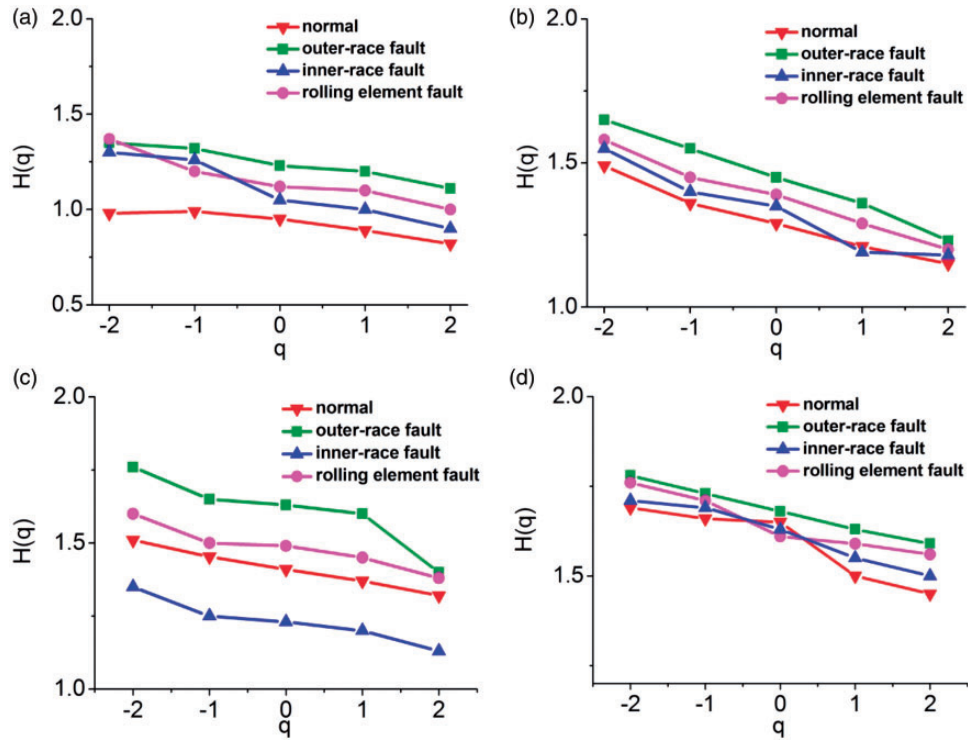 (a)
2.0
1.5
1.0
0.5
H(q)
normal
outer-race fault
inner-race fault
rolling element fault
-2 -1 0 1 2
q
(b)
2.0
1.5
1.0
H(q)
normal
outer-race fault
inner-race fault
rolling element fault
-2 -1 0 1 2
q
(c)
2.0
1.5
1.0
H(q)
normal
outer-race fault
inner-race fault
rolling element fault
-2 -1 0 1 2
q
(d)
2.0
1.5
H(q)
normal
outer-race fault
inner-race fault
rolling element fault
-2 -1 0 1 2
q